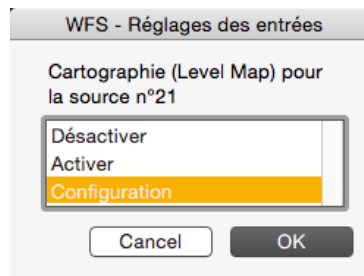 WFS - Réglages des entrées
Cartographie (Level Map) pour
la source n°21
Désactiver
Activer
Configuration
Cancel
OK